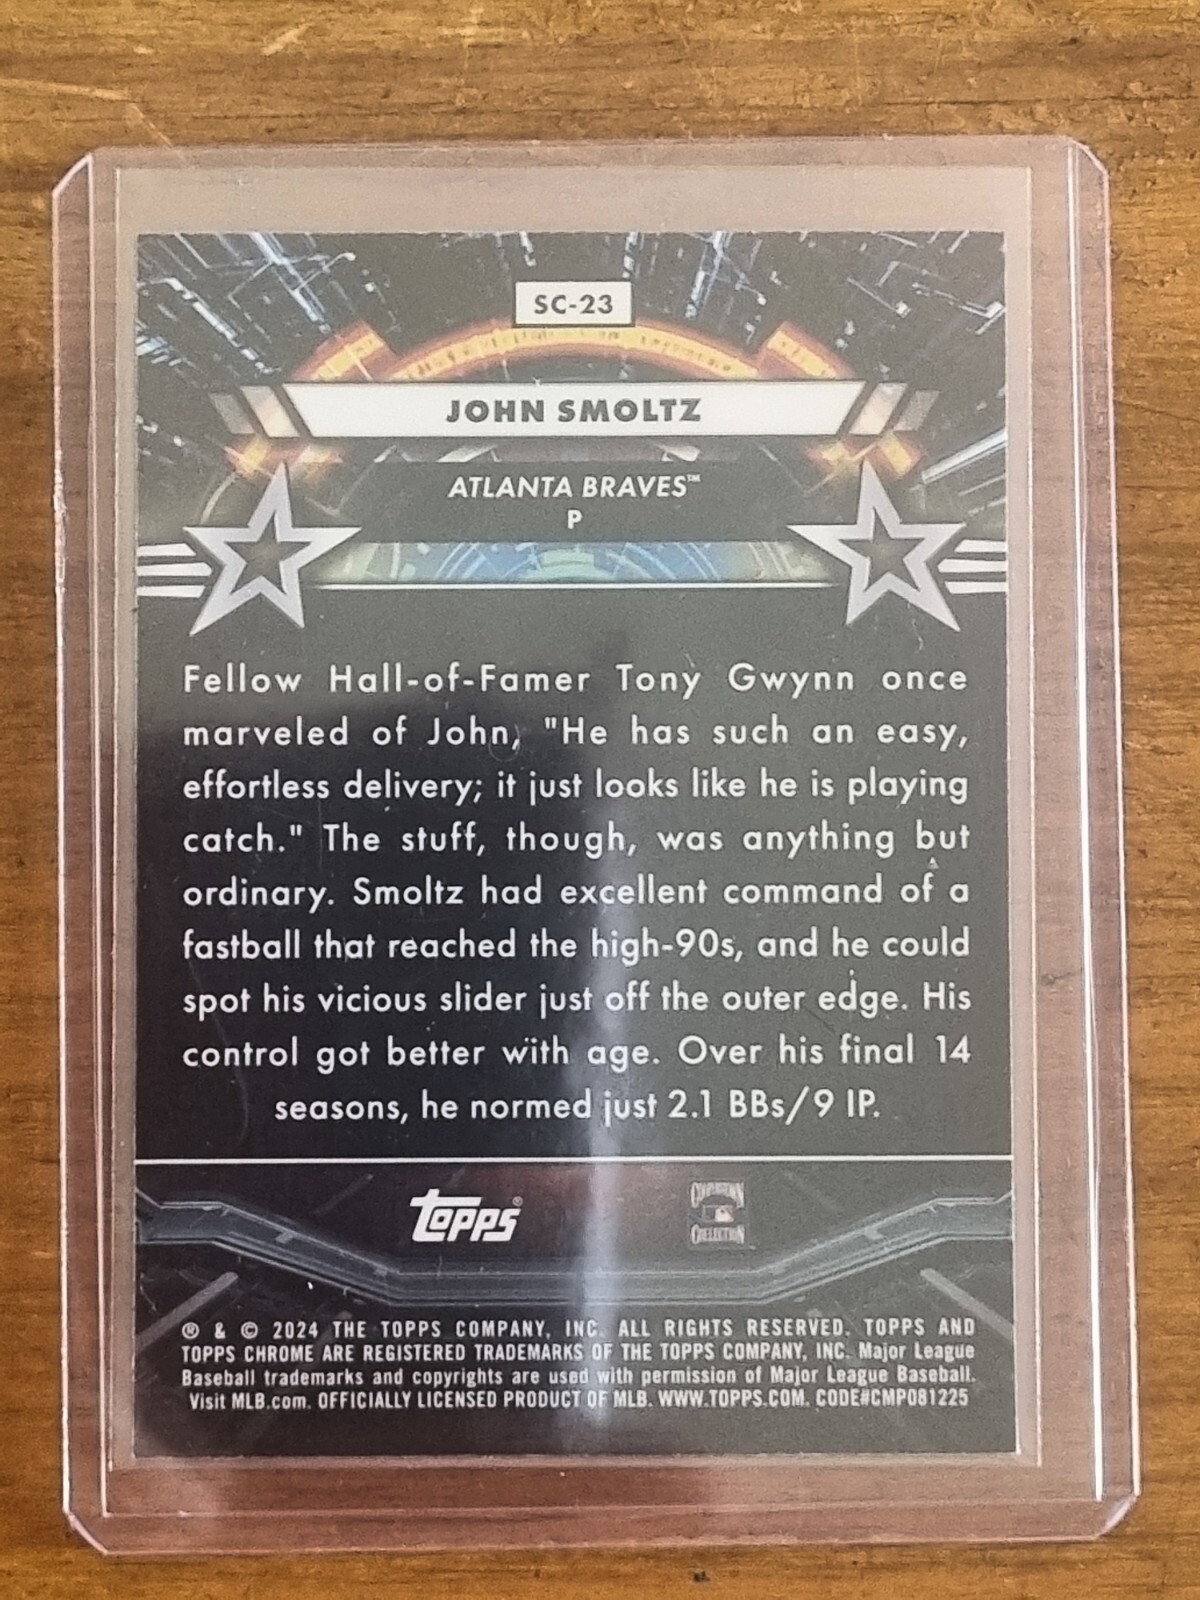 SC-23
JOHN SMOLTZ
ATLANTA BRAVES™
P
Fellow Hall-of-Famer Tony Gwynn once
marveled of John, "He has such an easy,
effortless delivery; it just looks like he is playing
catch." The stuff, though, was anything but
ordinary. Smoltz had excellent command of a
fastball that reached the high-90s, and he could
spot his vicious slider just off the outer edge. His
control got better with age. Over his final 14
seasons, he normed just 2.1 BBs/9 IP.
Topps®
COOPERSTOWN
COLLECTION
® & © 2024 THE TOPPS COMPANY, INC. ALL RIGHTS RESERVED. TOPPS AND
TOPPS CHROME ARE REGISTERED TRADEMARKS OF THE TOPPS COMPANY, INC. Major League
Baseball trademarks and copyrights are used with permission of Major League Baseball.
Visit MLB.com. OFFICIALLY LICENSED PRODUCT OF MLB. WWW.TOPPS.COM. CODE#CMP081225